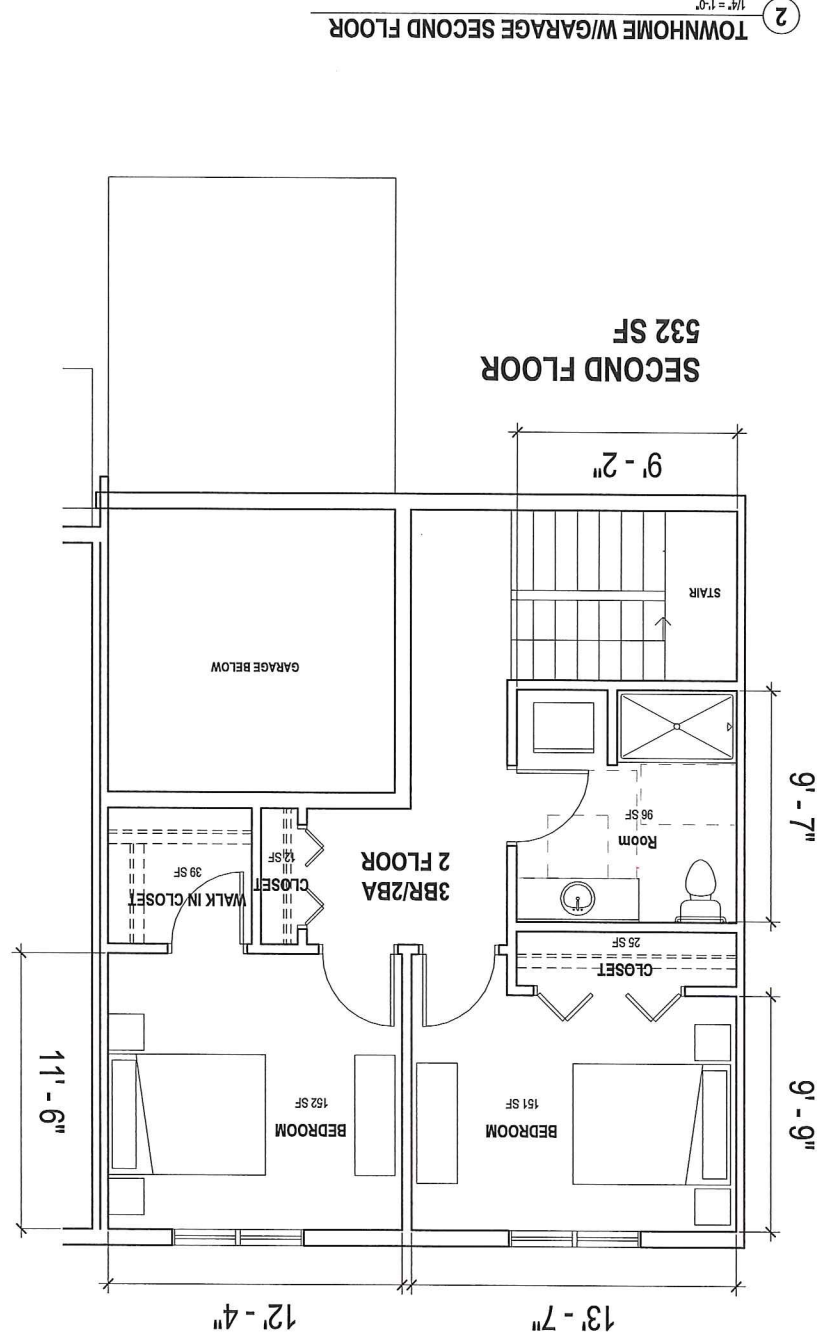 13' - 7"
12' - 4"
9' - 9"
BEDROOM
151 SF
BEDROOM
152 SF
11' - 6"
CLOSET
25 SF
9' - 7"
Room
96 SF
3BR/2BA
2 FLOOR
CLOSET
12 SF
WALK IN CLOSET
39 SF
STAIR
GARAGE BELOW
9' - 2"
SECOND FLOOR
532 SF
2
TOWNHOME W/GARAGE SECOND FLOOR
1/4" = 1'-0"